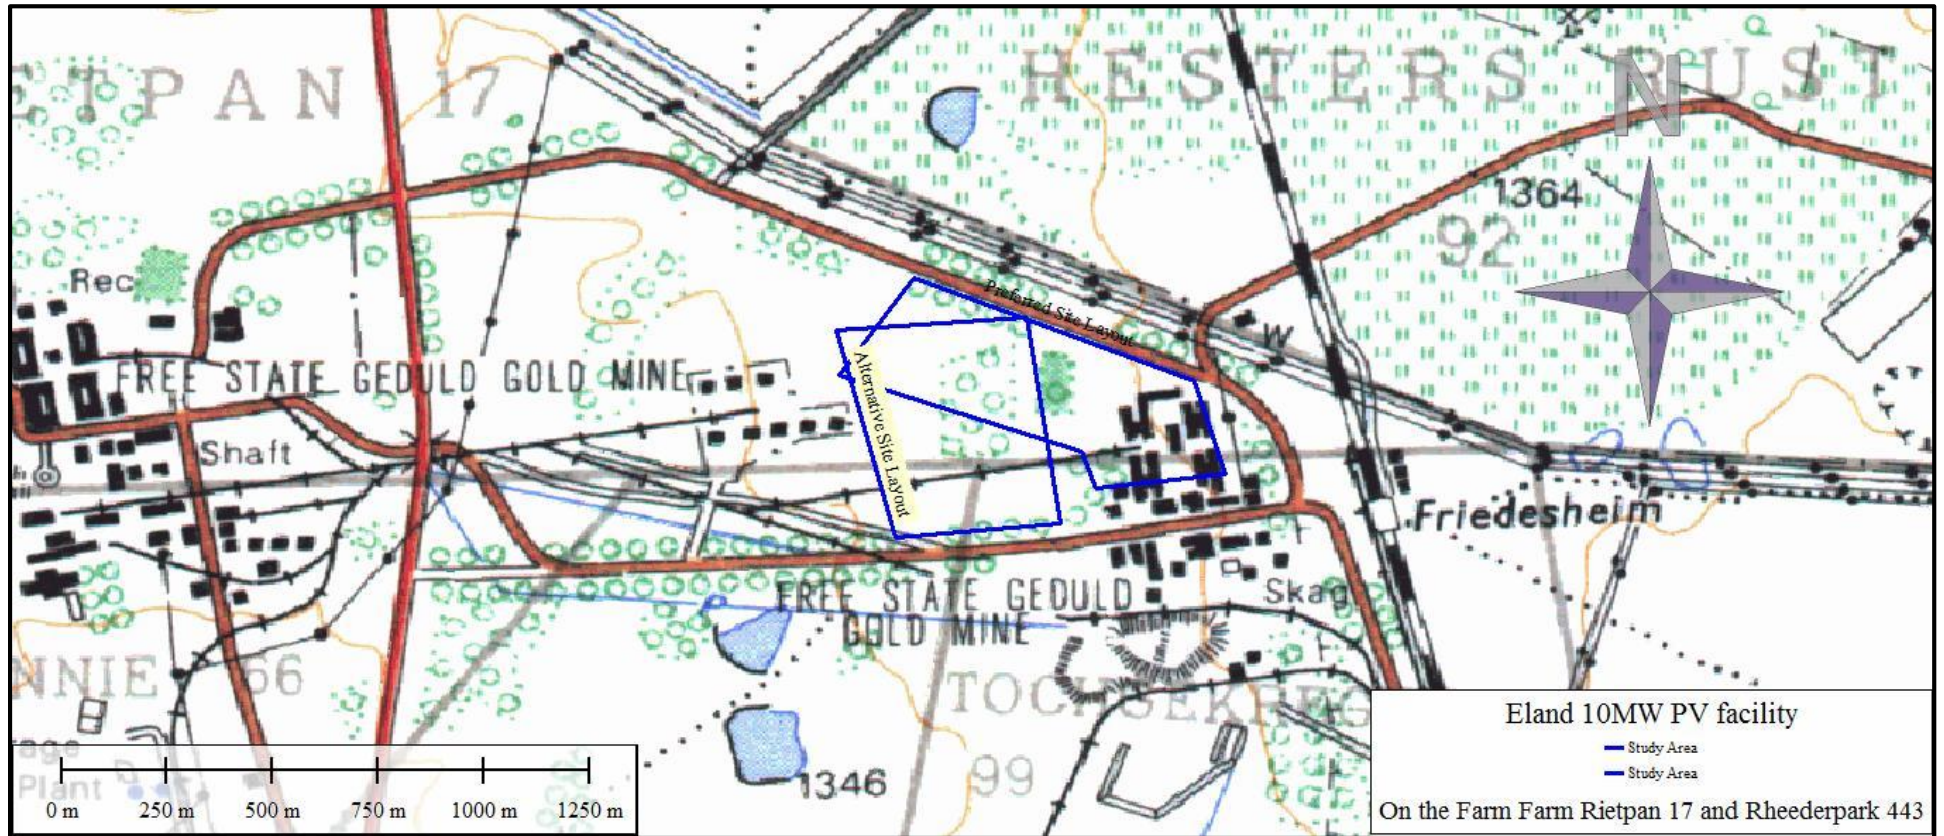 ETPAN 17
HESTERS RUST
N
1364
92
Rec
Preferred Site Layout
W
FREE STATE GEDULD GOLD MINE
Alternative Site Layout
Shaft
Friedesheim
FREE STATE GEDULD
GOLD MINE
Skag
NNIE 66
TOCHGEKREG
99
1346
Plant
0 m 250 m 500 m 750 m 1000 m 1250 m
Eland 10MW PV facility
Study Area
Study Area
On the Farm Farm Rietpan 17 and Rheederpark 443